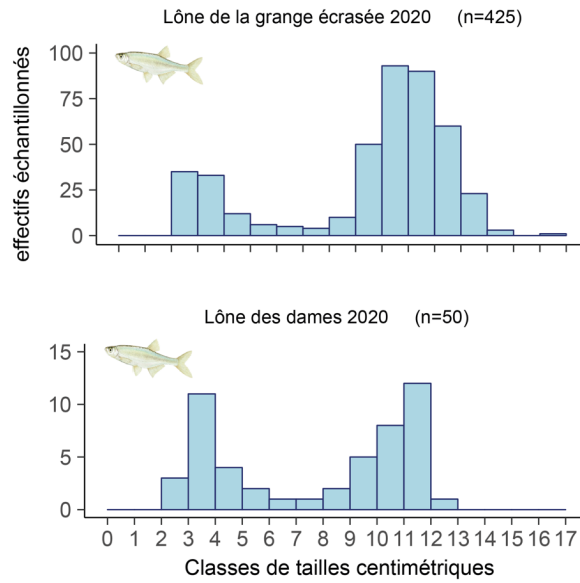 Lône de la grange écrasée 2020 (n=425)
effectifs échantillonnés
100
75
50
25
0
Lône des dames 2020 (n=50)
15
10
5
0
0 1 2 3 4 5 6 7 8 9 10 11 12 13 14 15 16 17
Classes de tailles centimétriques